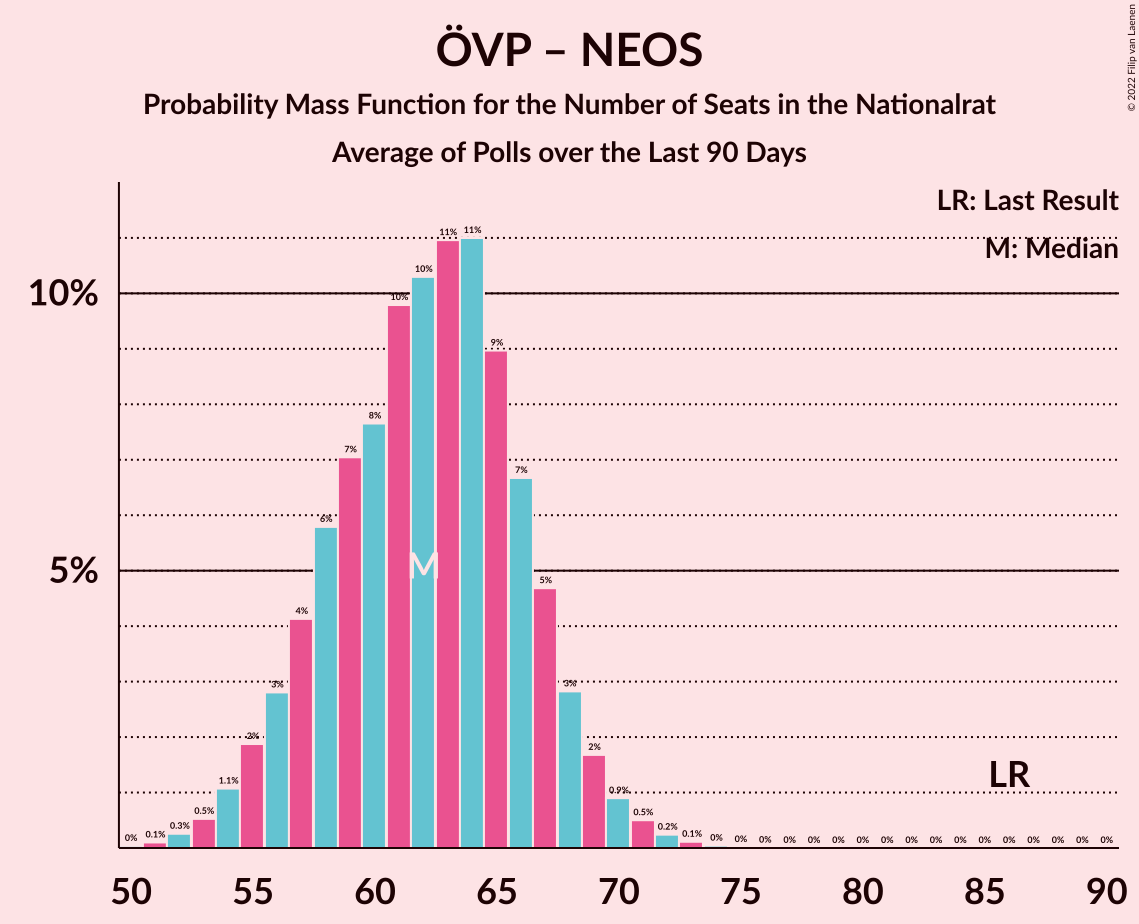 ÖVP – NEOS
Probability Mass Function for the Number of Seats in the Nationalrat
Average of Polls over the Last 90 Days
© 2022 Filip van Laenen
LR: Last Result
M: Median
10%
5%
0% 0.1% 0.3% 0.5% 1.1% 2% 3% 4% 6% 7% 8% 10% 10% 11% 11% 9% 7% 5% 3% 2% 0.9% 0.5% 0.2% 0.1% 0% 0% 0% 0% 0% 0% 0% 0% 0% 0% 0% 0% 0% 0% 0% 0% 0%
M
LR
50 55 60 65 70 75 80 85 90